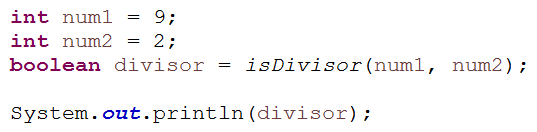 int num1 = 9;
int num2 = 2;
boolean divisor = isDivisor(num1, num2);
System.out.println(divisor);